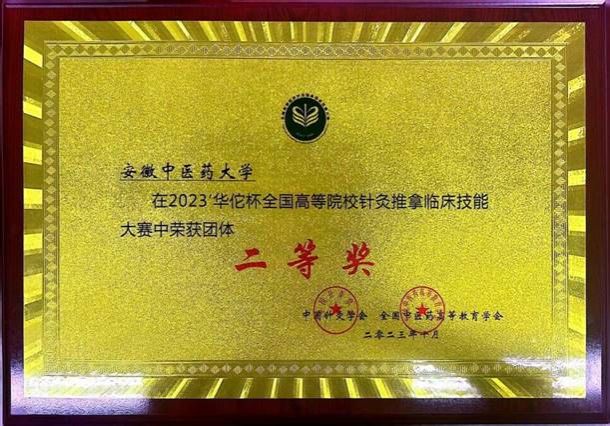 安徽中医药大学
在2023'华佗杯全国高等院校针灸推拿临床技能
大赛中荣获团体
二等奖
中国针灸学会 全国中医药高等教育学会
二〇二三年十月